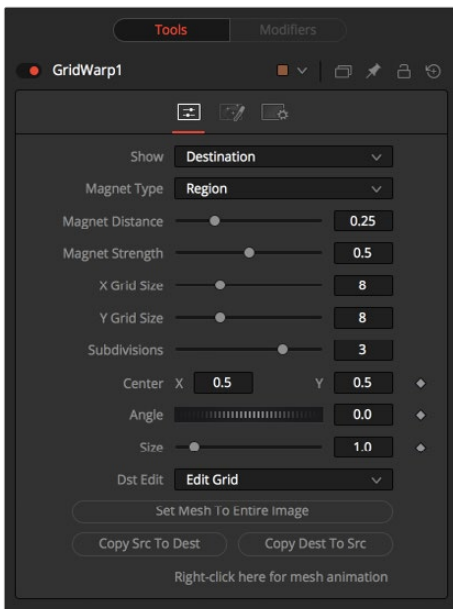 Tools Modifiers
GridWarp1
Show Destination
Magnet Type Region
Magnet Distance 0.25
Magnet Strength 0.5
X Grid Size 8
Y Grid Size 8
Subdivisions 3
Center X 0.5 Y 0.5
Angle 0.0
Size 1.0
Dst Edit Edit Grid
Set Mesh To Entire Image
Copy Src To Dest Copy Dest To Src
Right-click here for mesh animation